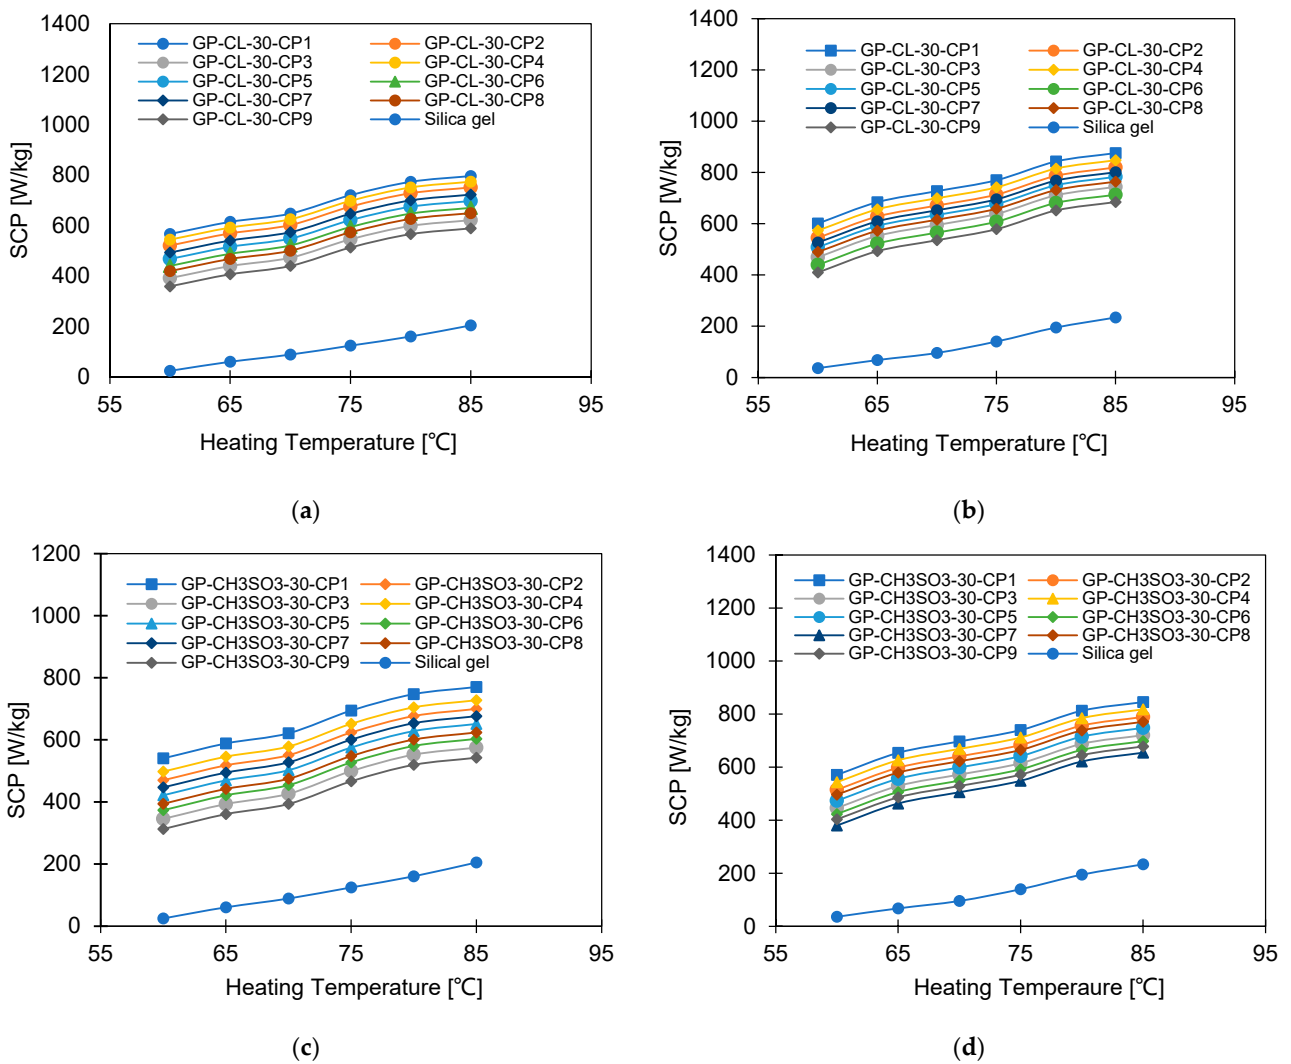 1400
1200
1000
800
600
400
200
0
SCP [W/kg]
GP-CL-30-CP1 GP-CL-30-CP2
GP-CL-30-CP3 GP-CL-30-CP4
GP-CL-30-CP5 GP-CL-30-CP6
GP-CL-30-CP7 GP-CL-30-CP8
GP-CL-30-CP9 Silica gel
55 65 75 85 95
Heating Temperature [℃]
(a)
1400
1200
1000
800
600
400
200
0
SCP [W/kg]
GP-CL-30-CP1 GP-CL-30-CP2
GP-CL-30-CP3 GP-CL-30-CP4
GP-CL-30-CP5 GP-CL-30-CP6
GP-CL-30-CP7 GP-CL-30-CP8
GP-CL-30-CP9 Silica gel
55 65 75 85 95
Heating Temperature [℃]
(b)
1200
1000
800
600
400
200
0
SCP [W/kg]
GP-CH3SO3-30-CP1 GP-CH3SO3-30-CP2
GP-CH3SO3-30-CP3 GP-CH3SO3-30-CP4
GP-CH3SO3-30-CP5 GP-CH3SO3-30-CP6
GP-CH3SO3-30-CP7 GP-CH3SO3-30-CP8
GP-CH3SO3-30-CP9 Silical gel
55 65 75 85 95
Heating Temperature [℃]
(c)
1400
1200
1000
800
600
400
200
0
SCP [W/kg]
GP-CH3SO3-30-CP1 GP-CH3SO3-30-CP2
GP-CH3SO3-30-CP3 GP-CH3SO3-30-CP4
GP-CH3SO3-30-CP5 GP-CH3SO3-30-CP6
GP-CH3SO3-30-CP7 GP-CH3SO3-30-CP8
GP-CH3SO3-30-CP9 Silica gel
55 65 75 85 95
Heating Temperaure [℃]
(d)